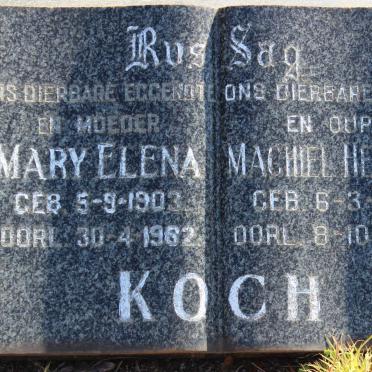 Rus Sag
ONS DIERBARE EGGENOTE
EN MOEDER
MARY ELENA
GEB. 5-9-1903
OORL. 30-4-1962
ONS DIERBARE
EN OUP
MACHIEL HE
GEB. 6-3-
OORL. 8-10
KOCH